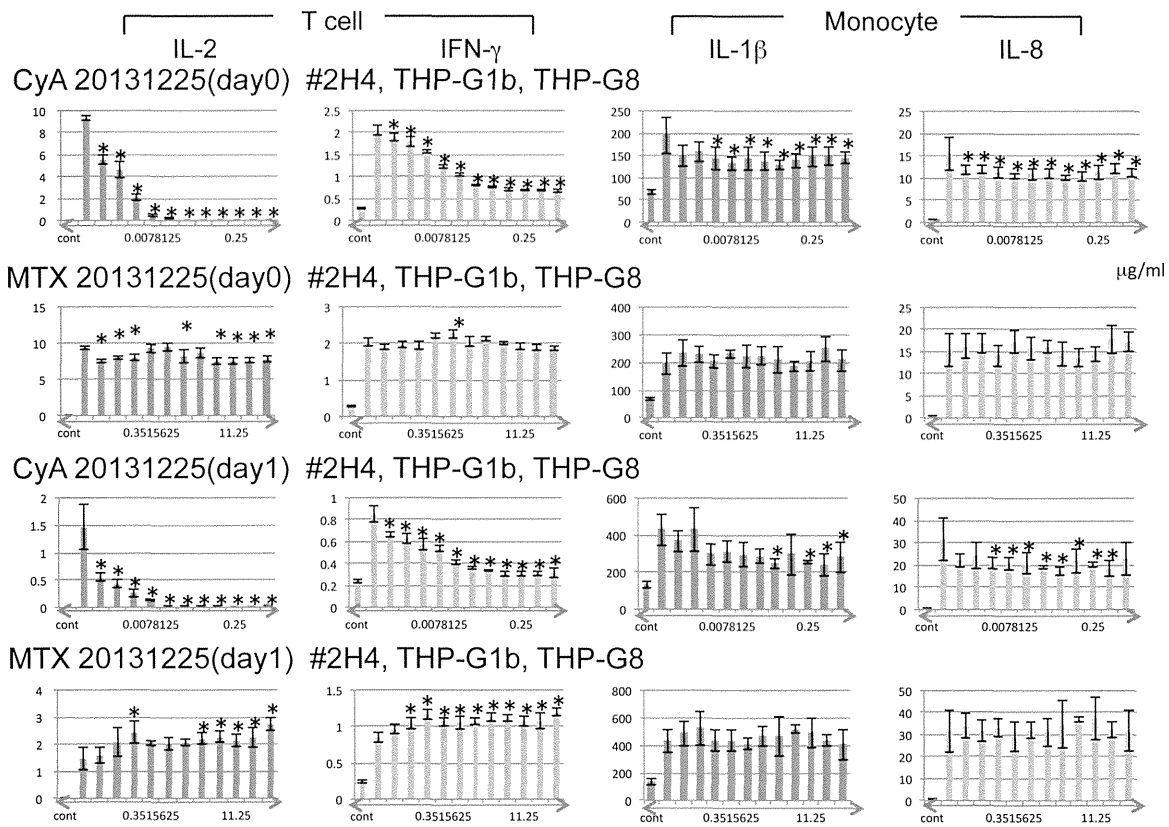 T cell Monocyte
IL-2 IFN-γ IL-1β IL-8
CyA 20131225(day0) #2H4, THP-G1b, THP-G8
10 8 6 4 2 0
cont 0.0078125 0.25
2.5 2 1.5 1 0.5 0
cont 0.0078125 0.25
250 200 150 100 50 0
cont 0.0078125 0.25
25 20 15 10 5 0
cont 0.0078125 0.25
μg/ml
MTX 20131225(day0) #2H4, THP-G1b, THP-G8
15 10 5 0
cont 0.3515625 11.25
3 2 1 0
cont 0.3515625 11.25
400 300 200 100 0
cont 0.3515625 11.25
25 20 15 10 5 0
cont 0.3515625 11.25
CyA 20131225(day1) #2H4, THP-G1b, THP-G8
2 1.5 1 0.5 0
cont 0.0078125 0.25
1 0.8 0.6 0.4 0.2 0
cont 0.0078125 0.25
600 400 200 0
cont 0.0078125 0.25
50 40 30 20 10 0
cont 0.0078125 0.25
MTX 20131225(day1) #2H4, THP-G1b, THP-G8
4 3 2 1 0
cont 0.3515625 11.25
1.5 1 0.5 0
cont 0.3515625 11.25
800 600 400 200 0
cont 0.3515625 11.25
50 40 30 20 10 0
cont 0.3515625 11.25